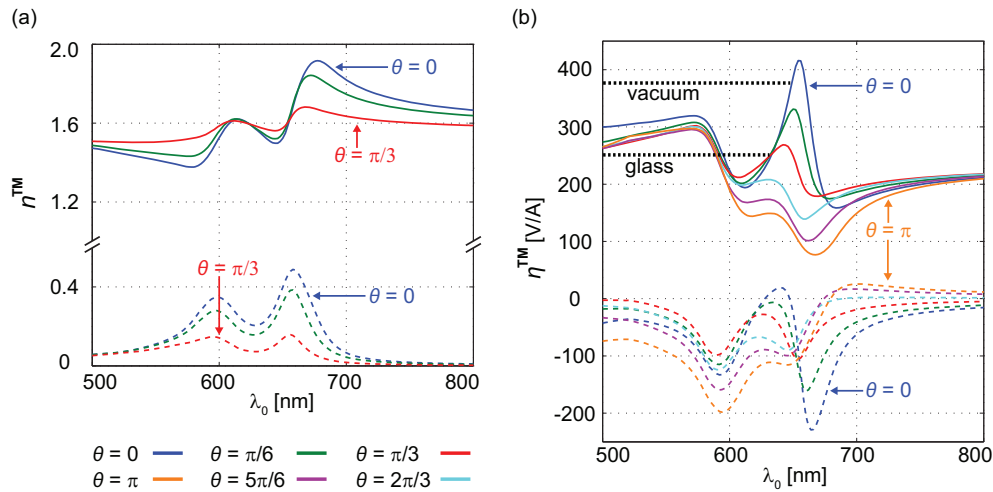 (a)
(b)
2.0
1.6
1.2
0.4
0
n™
θ = 0
θ = π/3
θ = π/3
θ = 0
500
600
700
800
λ₀ [nm]
400
300
200
100
0
-100
-200
η™ [V/A]
vacuum
glass
θ = 0
θ = π
θ = 0
500
600
700
800
λ₀ [nm]
θ = 0
θ = π/6
θ = π/3
θ = π
θ = 5π/6
θ = 2π/3